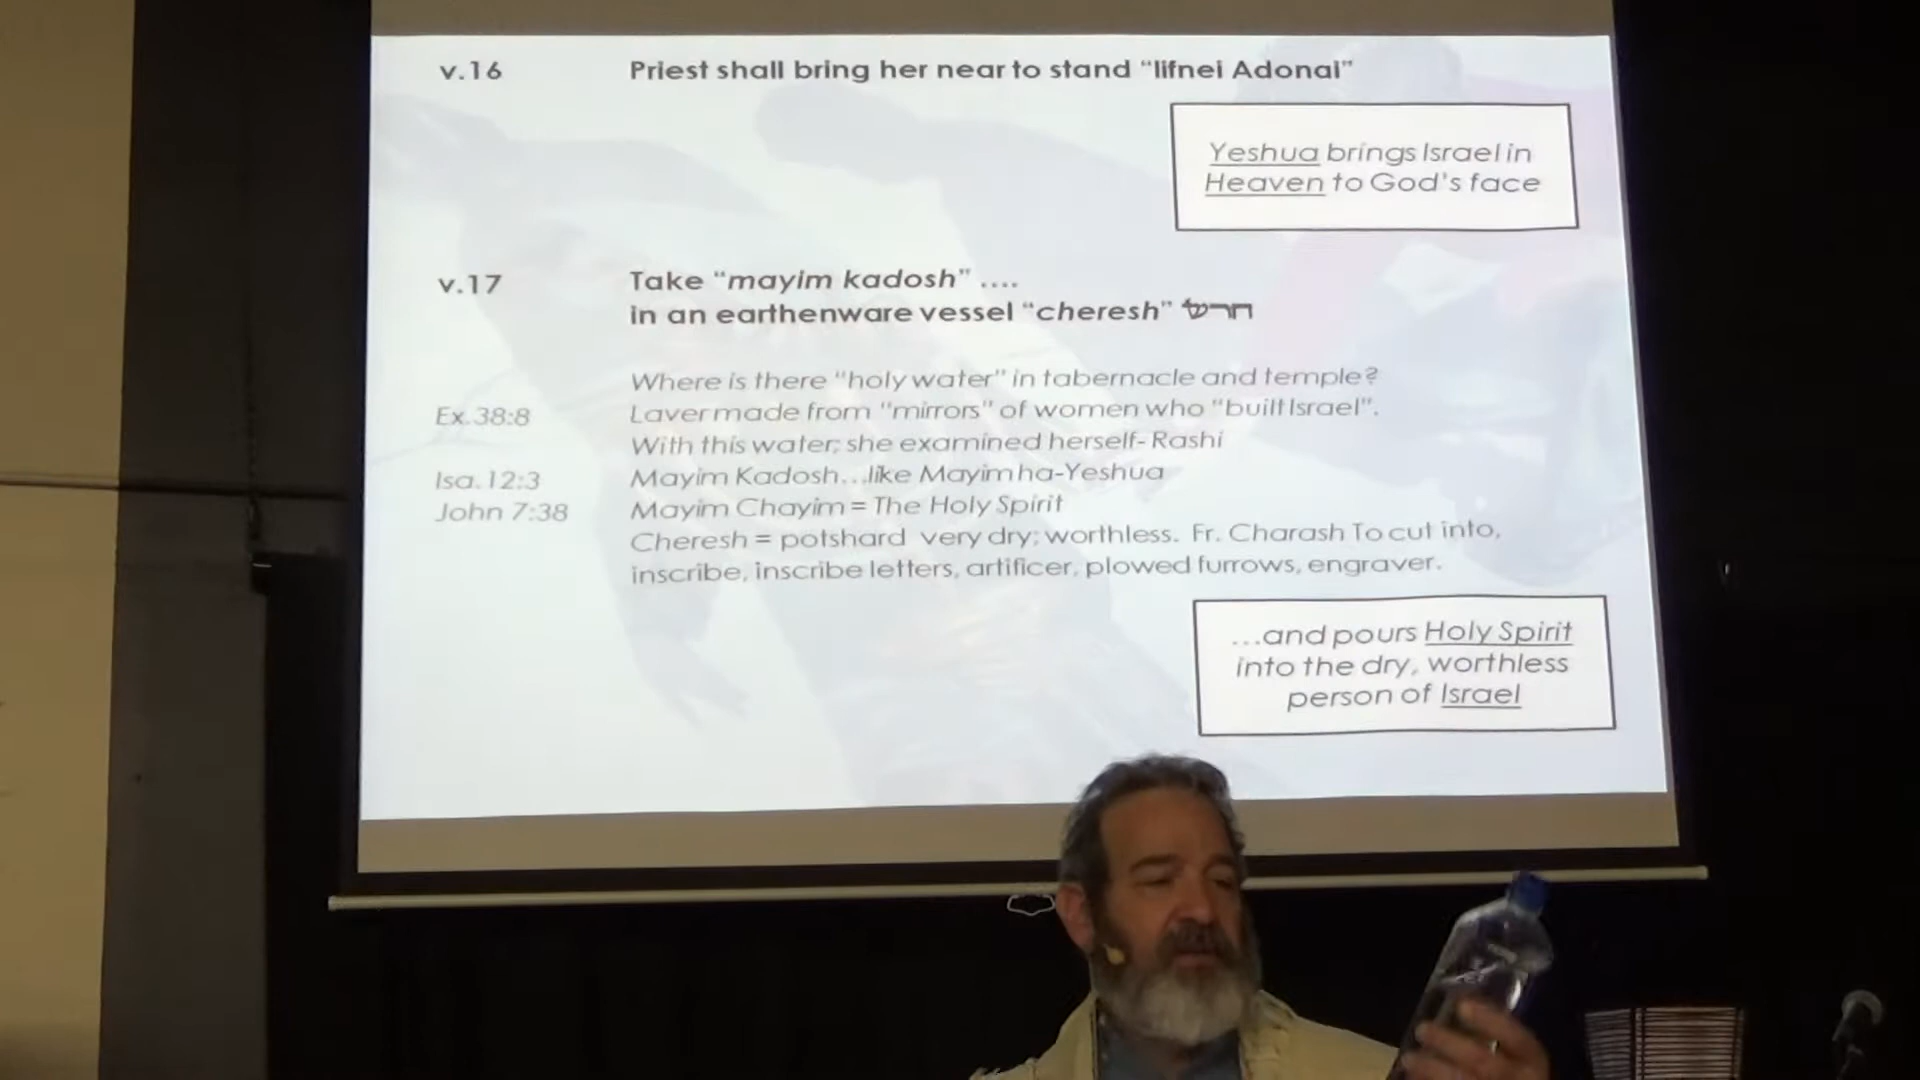 v.16 Priest shall bring her near to stand "lifnei Adonai"
Yeshua brings Israel in
Heaven to God's face
v.17 Take "mayim kadosh" ....
in an earthenware vessel "cheresh" חרש
Where is there "holy water" in tabernacle and temple?
Ex.38:8 Laver made from "mirrors" of women who "built Israel".
With this water; she examined herself- Rashi
Isa.12:3 Mayim Kadosh...like Mayim ha-Yeshua
John 7:38 Mayim Chayim = The Holy Spirit
Cheresh = potshard very dry; worthless. Fr. Charash To cut into,
inscribe, inscribe letters, artificer, plowed furrows, engraver.
...and pours Holy Spirit
into the dry, worthless
person of Israel